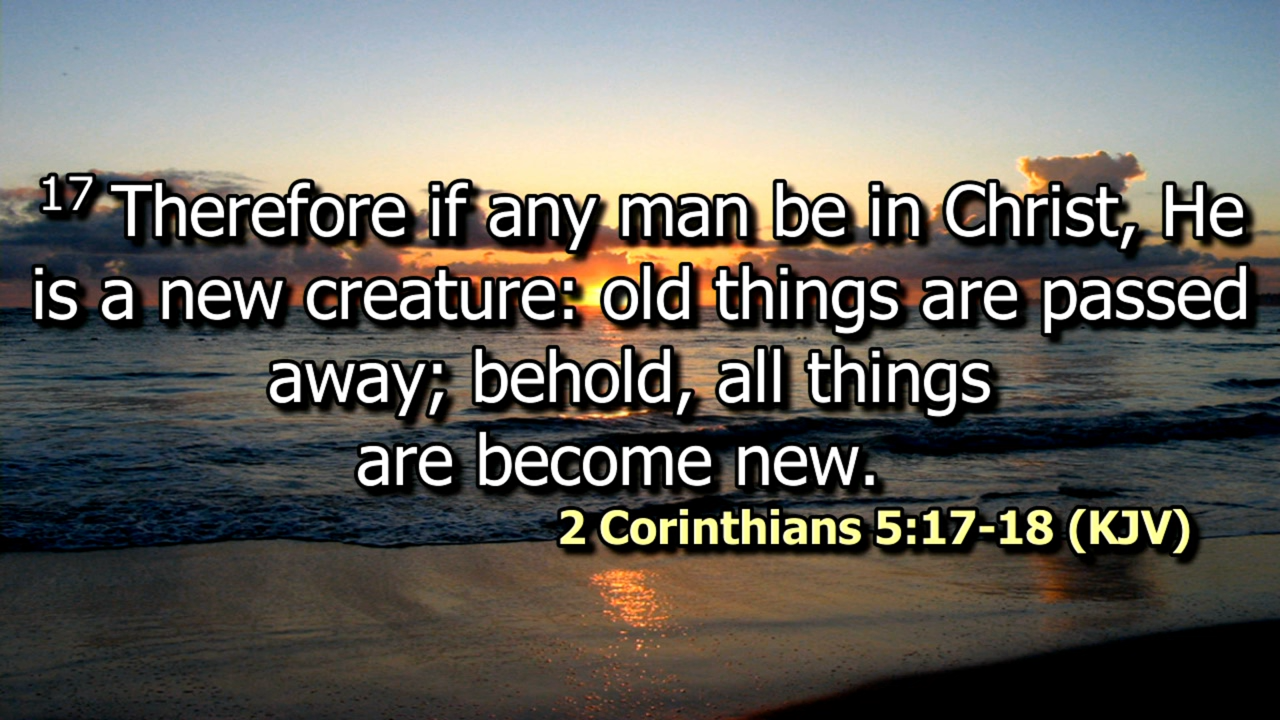 17 Therefore if any man be in Christ, He
is a new creature: old things are passed
away; behold, all things
are become new.
2 Corinthians 5:17-18 (KJV)